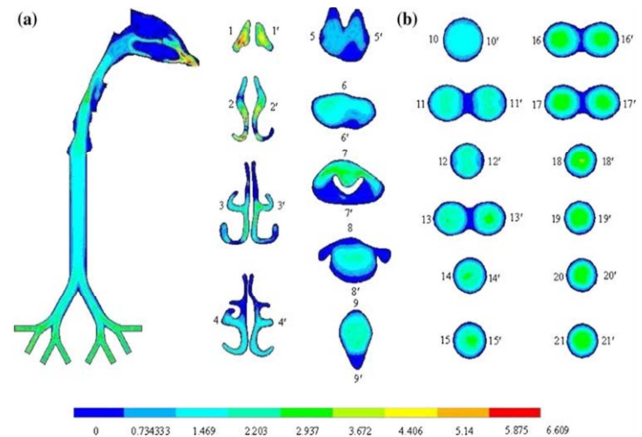 (a) (b)
1 1′ 5 5′ 10 10′ 16 16′
2 2′ 6 6′ 11 11′ 17 17′
7 12 12′ 18 18′
3 3′ 7′ 13 13′ 19 19′
8
4 4′ 8′ 14 14′ 20 20′
9
9′ 15 15′ 21 21′
0 0.734333 1.469 2.203 2.937 3.672 4.406 5.14 5.875 6.609